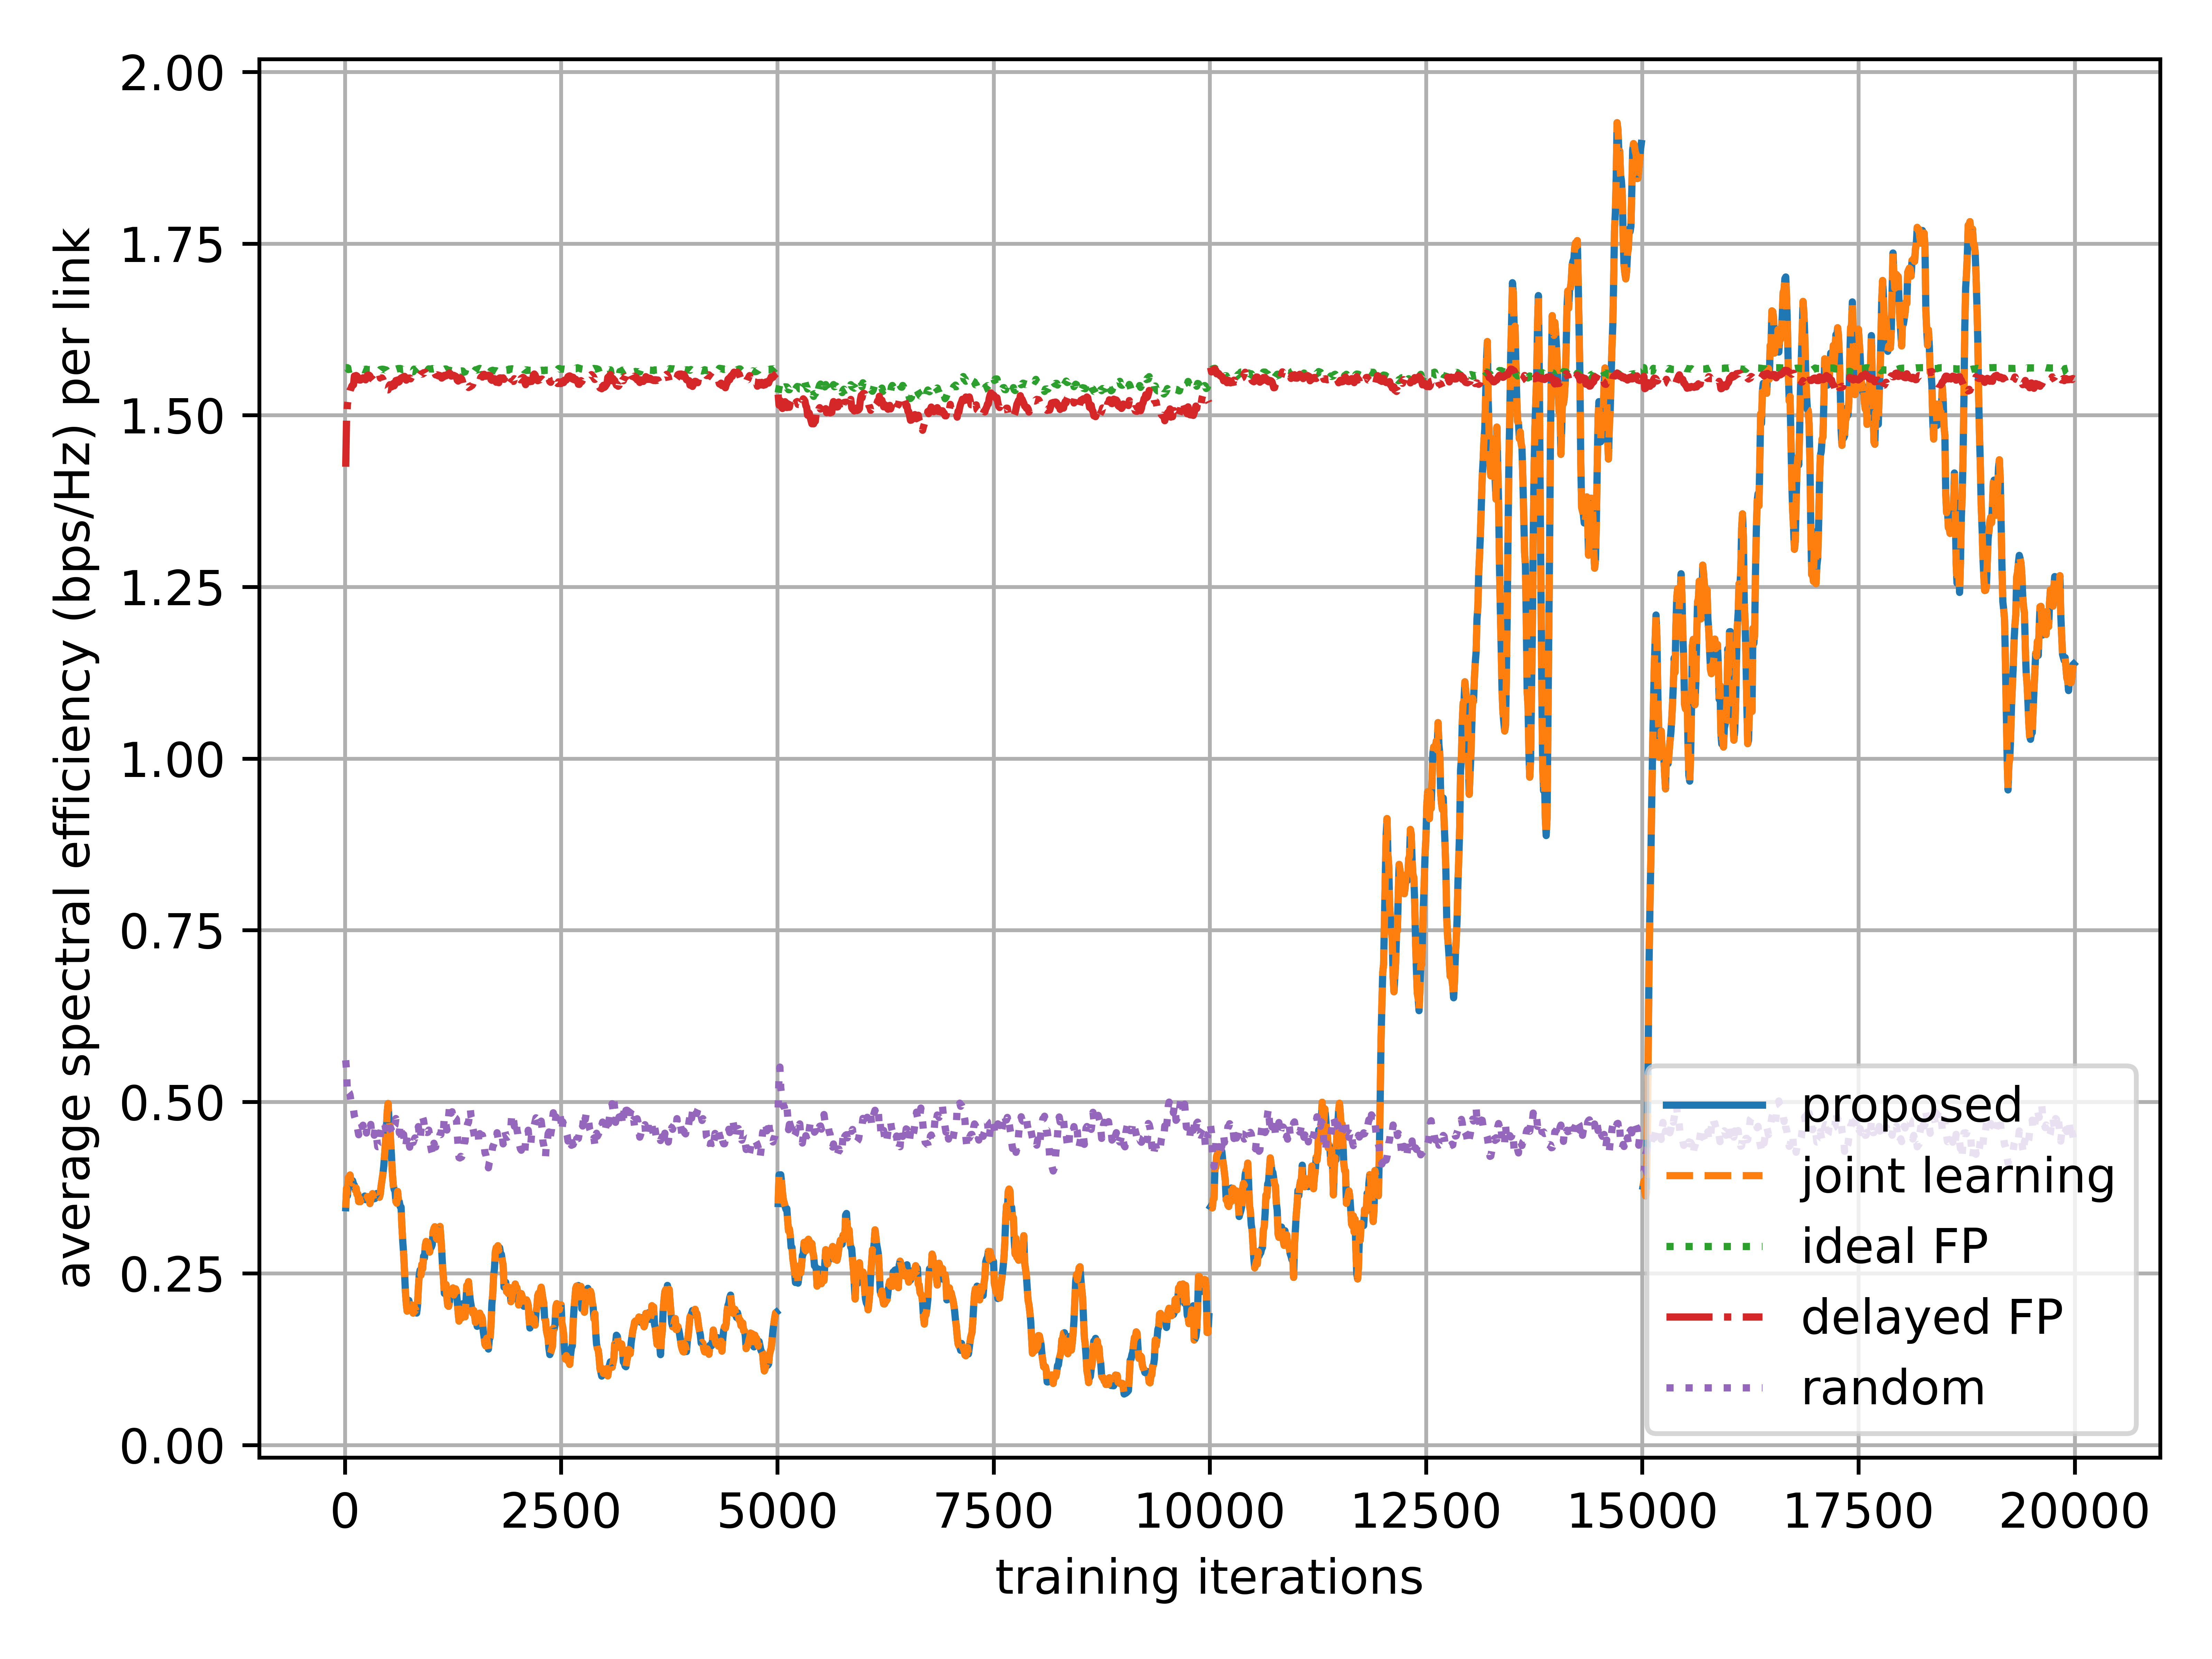 average spectral efficiency (bps/Hz) per link
2.00
1.75
1.50
1.25
1.00
0.75
0.50
0.25
0.00
proposed
joint learning
ideal FP
delayed FP
random
0 2500 5000 7500 10000 12500 15000 17500 20000
training iterations